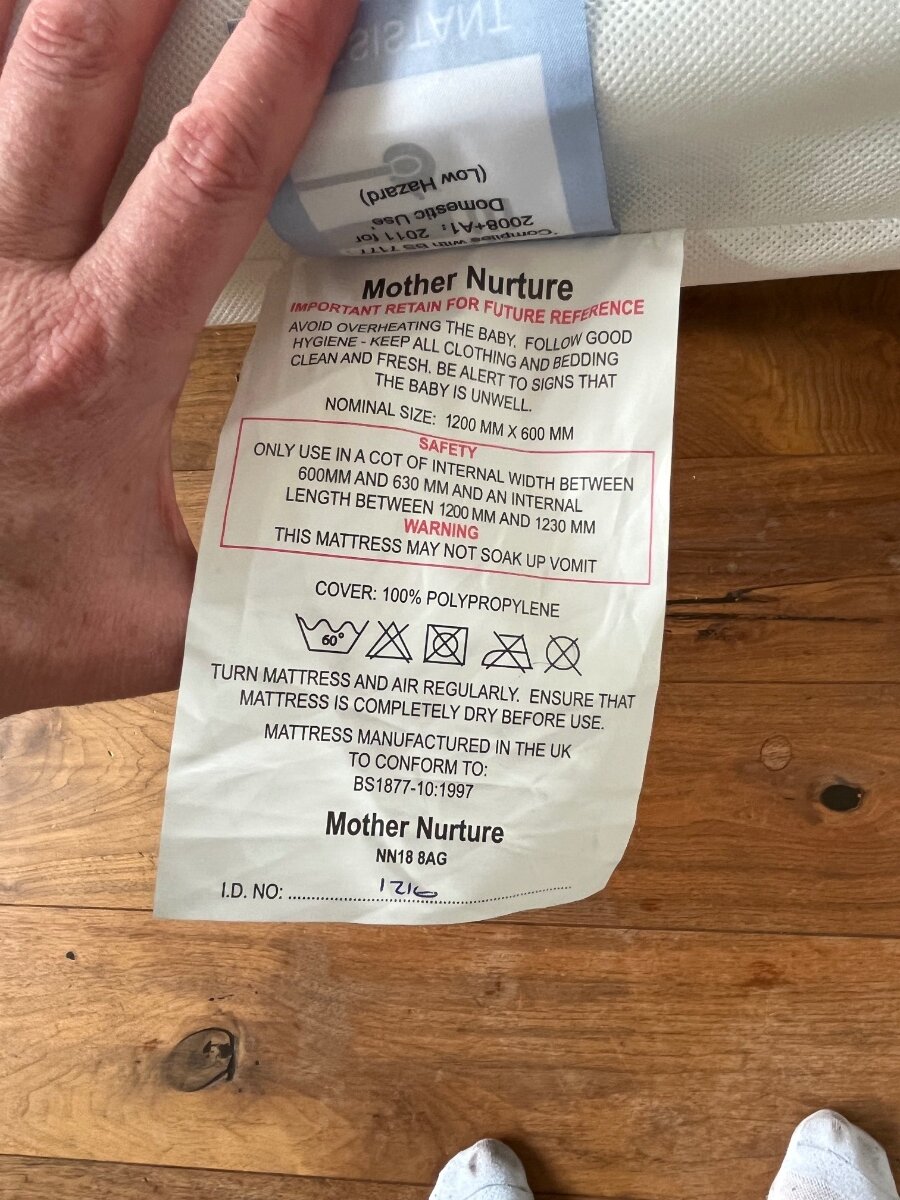 (Low Hazard)
Domestic Use'
2008+A1: 2011 for
"Complies with BS 7177
Mother Nurture
IMPORTANT RETAIN FOR FUTURE REFERENCE
AVOID OVERHEATING THE BABY. FOLLOW GOOD
HYGIENE - KEEP ALL CLOTHING AND BEDDING
CLEAN AND FRESH. BE ALERT TO SIGNS THAT
THE BABY IS UNWELL.
NOMINAL SIZE: 1200 MM X 600 MM
SAFETY
ONLY USE IN A COT OF INTERNAL WIDTH BETWEEN
600MM AND 630 MM AND AN INTERNAL
LENGTH BETWEEN 1200 MM AND 1230 MM
WARNING
THIS MATTRESS MAY NOT SOAK UP VOMIT
COVER: 100% POLYPROPYLENE
60°
TURN MATTRESS AND AIR REGULARLY. ENSURE THAT
MATTRESS IS COMPLETELY DRY BEFORE USE.
MATTRESS MANUFACTURED IN THE UK
TO CONFORM TO:
BS1877-10:1997
Mother Nurture
NN18 8AG
I.D. NO: 1216